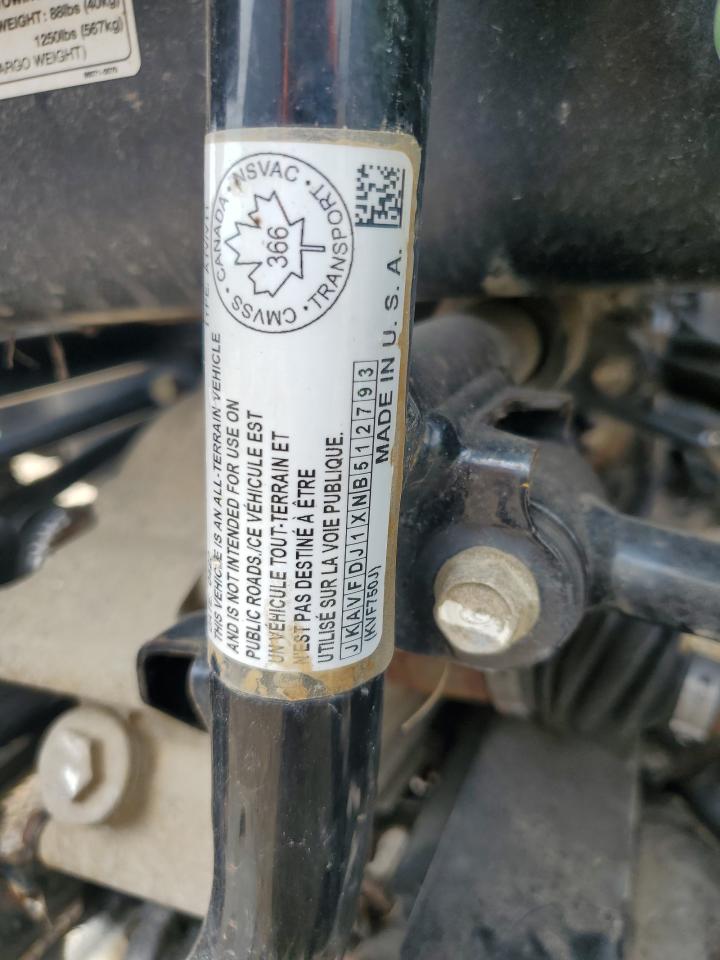 WEIGHT: 88lbs (40kg)
1250lbs (567kg)
ARGO WEIGHT)
CMVSS · CANADA · NSVAC · TRANSPORT ·
366
THIS VEHICLE IS AN ALL-TERRAIN VEHICLE
AND IS NOT INTENDED FOR USE ON
PUBLIC ROADS./CE VÉHICULE EST
UN VÉHICULE TOUT-TERRAIN ET
N'EST PAS DESTINÉ À ÊTRE
UTILISÉ SUR LA VOIE PUBLIQUE.
JKAVFDJ1XNB512793
(KVF750J)
MADE IN U.S.A.